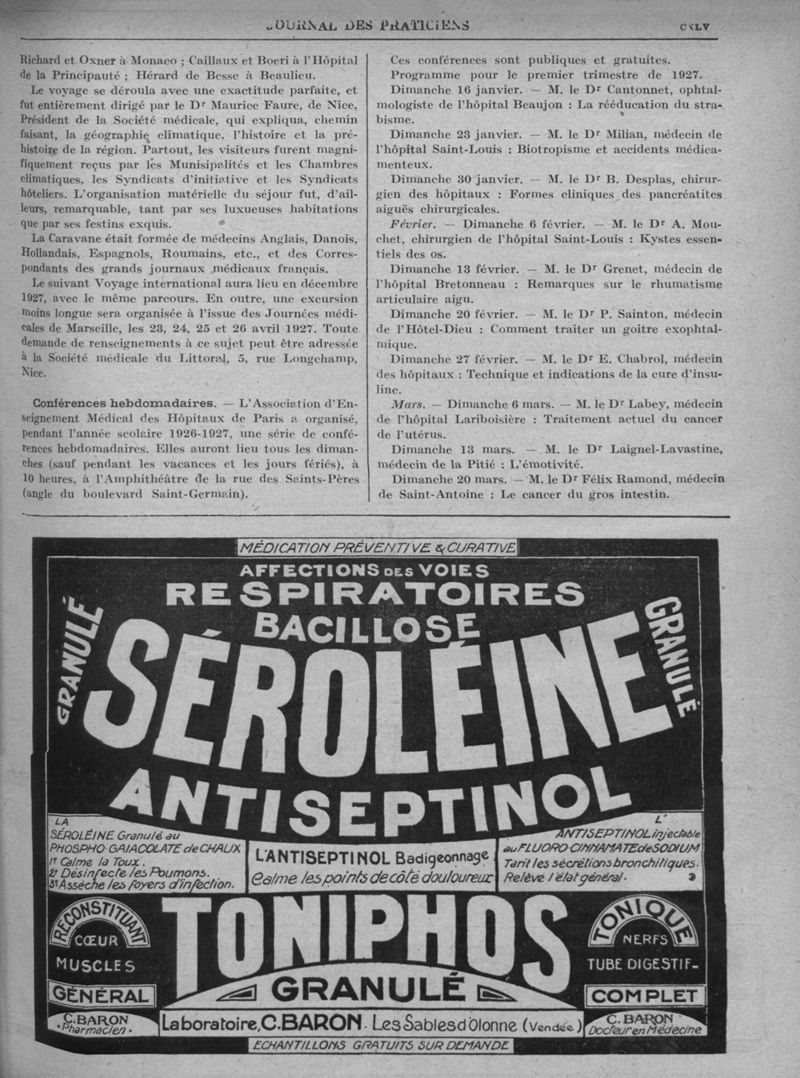 JOURNAL DES PRATICIENS
CXLV
Richard et Oxner à Monaco ; Caillaux et Boeri à l'Hôpital
de la Principauté ; Hérard de Besse à Beaulieu.
Le voyage se déroula avec une exactitude parfaite, et
fut entièrement dirigé par le Dr Maurice Faure, de Nice,
Président de la Société médicale, qui expliqua, chemin
faisant, la géographie climatique, l'histoire et la pré-
histoire de la région. Partout, les visiteurs furent magni-
fiquement reçus par les Munisipalités et les Chambres
climatiques, les Syndicats d'initiative et les Syndicats
hôteliers. L'organisation matérielle du séjour fut, d'ail-
leurs, remarquable, tant par ses luxueuses habitations
que par ses festins exquis.
La Caravane était formée de médecins Anglais, Danois,
Hollandais, Espagnols, Roumains, etc., et des Corres-
pondants des grands journaux médicaux français.
Le suivant Voyage international aura lieu en décembre
1927, avec le même parcours. En outre, une excursion
moins longue sera organisée à l'issue des Journées médi-
cales de Marseille, les 23, 24, 25 et 26 avril 1927. Toute
demande de renseignements à ce sujet peut être adressée
à la Société médicale du Littoral, 5, rue Longchamp,
Nice.
Conférences hebdomadaires. — L'Association d'En-
seignement Médical des Hôpitaux de Paris a organisé,
pendant l'année scolaire 1926-1927, une série de confé-
rences hebdomadaires. Elles auront lieu tous les diman-
ches (sauf pendant les vacances et les jours fériés), à
10 heures, à l'Amphithéâtre de la rue des Saints-Pères
(angle du boulevard Saint-Germain).
Ces conférences sont publiques et gratuites.
Programme pour le premier trimestre de 1927.
Dimanche 16 janvier. — M. le Dr Cantonnet, ophtal-
mologiste de l'hôpital Beaujon : La rééducation du stra-
bisme.
Dimanche 23 janvier. — M. le Dr Milian, médecin de
l'hôpital Saint-Louis : Biotropisme et accidents médica-
menteux.
Dimanche 30 janvier. — M. le Dr B. Desplas, chirur-
gien des hôpitaux : Formes cliniques des pancréatites
aiguës chirurgicales.
Février. — Dimanche 6 février. — M. le Dr A. Mou-
chet, chirurgien de l'hôpital Saint-Louis : Kystes essen-
tiels des os.
Dimanche 13 février. — M. le Dr Grenet, médecin de
l'hôpital Bretonneau : Remarques sur le rhumatisme
articulaire aigu.
Dimanche 20 février. — M. le Dr P. Sainton, médecin
de l'Hôtel-Dieu : Comment traiter un goitre exophtal-
mique.
Dimanche 27 février. — M. le Dr E. Chabrol, médecin
des hôpitaux : Technique et indications de la cure d'insu-
line.
Mars. — Dimanche 6 mars. — M. le Dr Labey, médecin
de l'hôpital Lariboisière : Traitement actuel du cancer
de l'utérus.
Dimanche 13 mars. — M. le Dr Laignel-Lavastine,
médecin de la Pitié : L'émotivité.
Dimanche 20 mars. — M. le Dr Félix Ramond, médecin
de Saint-Antoine : Le cancer du gros intestin.
MÉDICATION PRÉVENTIVE & CURATIVE
AFFECTIONS DES VOIES
RESPIRATOIRES
BACILLOSE
GRANULÉ
SÉROLÉINE
GRANULÉ
ANTISEPTINOL
LA
SÉROLÉINE Granulé au
PHOSPHO-GAIACOLATE de CHAUX
1t Calme la Toux.
2t Désinfecte les Poumons.
3t Assèche les foyers d'infection.
L'ANTISEPTINOL Badigeonnage
Calme les points de côté douloureux
L'
ANTISEPTINOL injectable
au FLUORO CINNAMATE de SODIUM
Tarit les sécrétions bronchitiques.
Relève l'état général.
RECONSTITUANT
CŒUR
MUSCLES
GÉNÉRAL
TONIPHOS
GRANULÉ
TONIQUE
NERFS
TUBE DIGESTIF_
COMPLET
C. BARON
Pharmacien
Laboratoire, C. BARON. Les Sables d'Olonne (Vendée)
C. BARON
Docteur en Médecine
ECHANTILLONS GRATUITS SUR DEMANDE